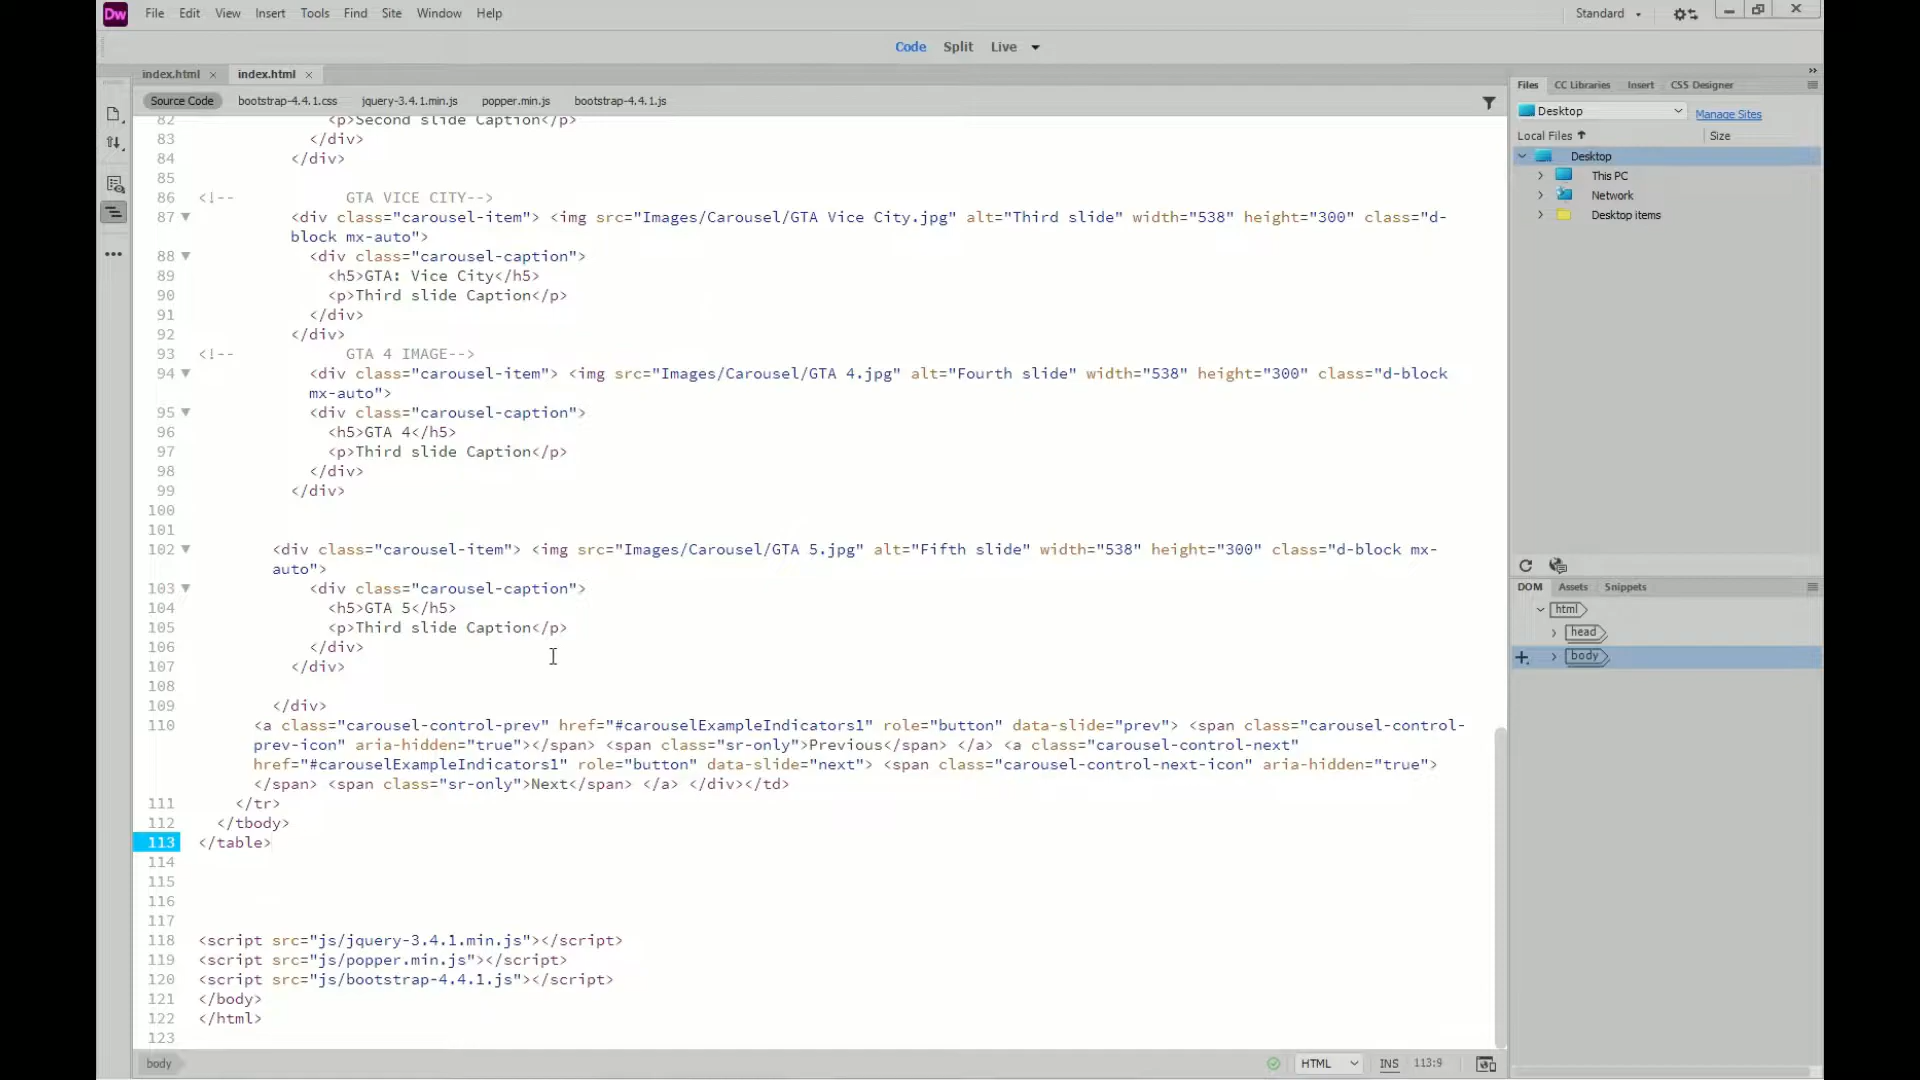 Dw File Edit View Insert Find Tools Find Site Window Help Standard
Code Split Live
index.html × index.html ×
Source Code bootstrap-4.4.1.css jquery-3.4.1.min.js popper.min.js bootstrap-4.4.1.js
82 <p>Second slide Caption</p>
83 </div>
84 </div>
85
86 <!-- GTA VICE CITY-->
87 <div class="carousel-item"> <img src="Images/Carousel/GTA Vice City.jpg" alt="Third slide" width="538" height="300" class="d-
block mx-auto">
88 <div class="carousel-caption">
89 <h5>GTA: Vice City</h5>
90 <p>Third slide Caption</p>
91 </div>
92 </div>
93 <!-- GTA 4 IMAGE-->
94 <div class="carousel-item"> <img src="Images/Carousel/GTA 4.jpg" alt="Fourth slide" width="538" height="300" class="d-block
mx-auto">
95 <div class="carousel-caption">
96 <h5>GTA 4</h5>
97 <p>Third slide Caption</p>
98 </div>
99 </div>
100
101
102 <div class="carousel-item"> <img src="Images/Carousel/GTA 5.jpg" alt="Fifth slide" width="538" height="300" class="d-block mx-
auto">
103 <div class="carousel-caption">
104 <h5>GTA 5</h5>
105 <p>Third slide Caption</p>
106 </div>
107 </div>
108
109 </div>
110 <a class="carousel-control-prev" href="#carouselExampleIndicators1" role="button" data-slide="prev"> <span class="carousel-control-
prev-icon" aria-hidden="true"></span> <span class="sr-only">Previous</span> </a> <a class="carousel-control-next"
href="#carouselExampleIndicators1" role="button" data-slide="next"> <span class="carousel-control-next-icon" aria-hidden="true">
</span> <span class="sr-only">Next</span> </a> </div></td>
111 </tr>
112 </tbody>
113 </table>
114
115
116
117
118 <script src="js/jquery-3.4.1.min.js"></script>
119 <script src="js/popper.min.js"></script>
120 <script src="js/bootstrap-4.4.1.js"></script>
121 </body>
122 </html>
123
body HTML INS 113:9
Files CC Libraries Insert CSS Designer
Desktop Manage Sites
Local Files Size
Desktop
This PC
Network
Desktop items
DOM Assets Snippets
html
head
body